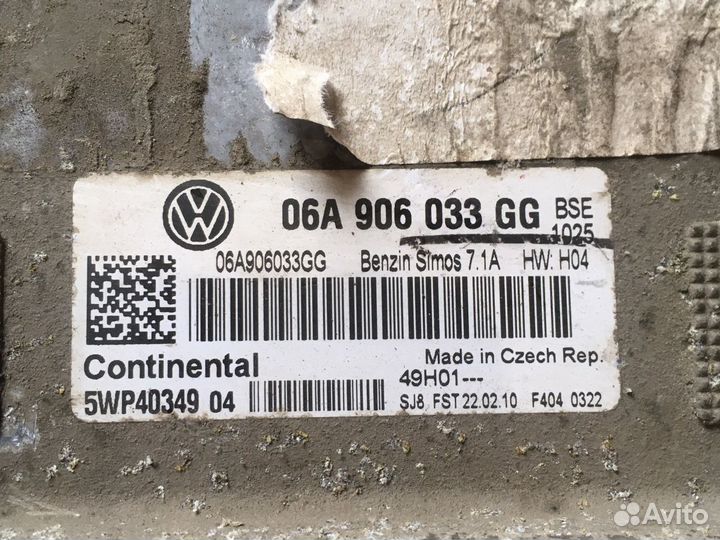 06A 906 033 GG BSE
1025
06A906033GG Benzin Simos 7.1A HW: H04
Continental Made in Czech Rep.
5WP40349 04 49H01---
SJ8 FST 22.02.10 F404 0322
Avito